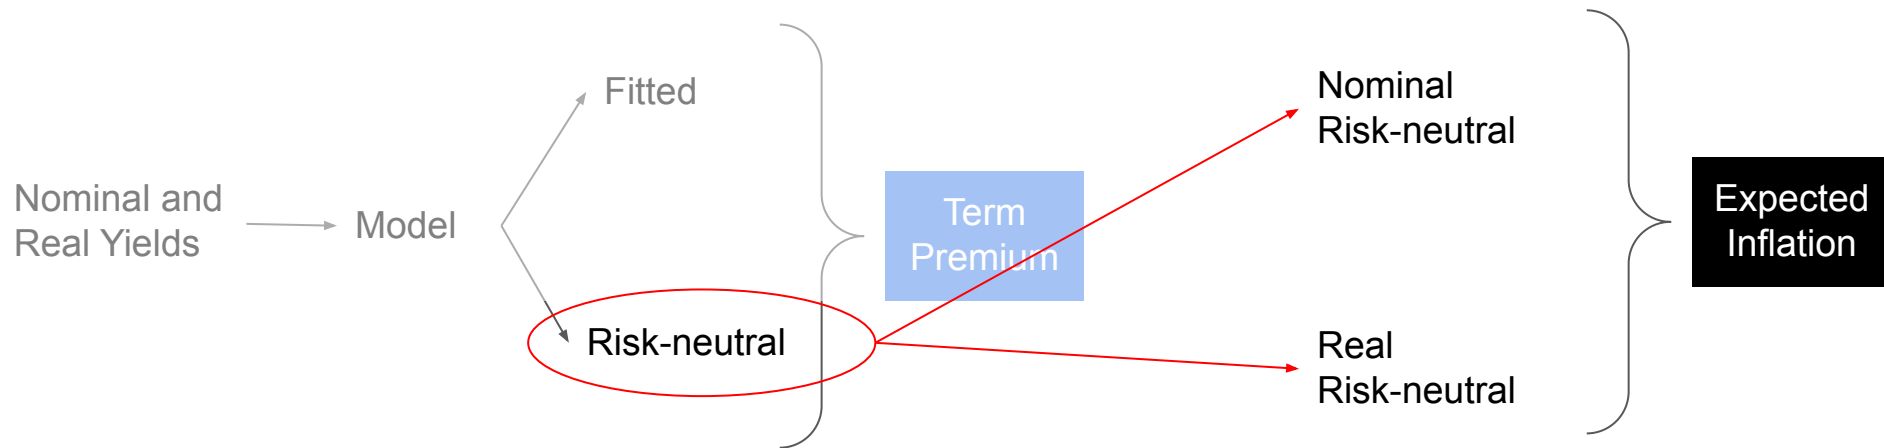 Nominal and
Real Yields
Model
Fitted
Risk-neutral
Term
Premium
Nominal
Risk-neutral
Real
Risk-neutral
Expected
Inflation